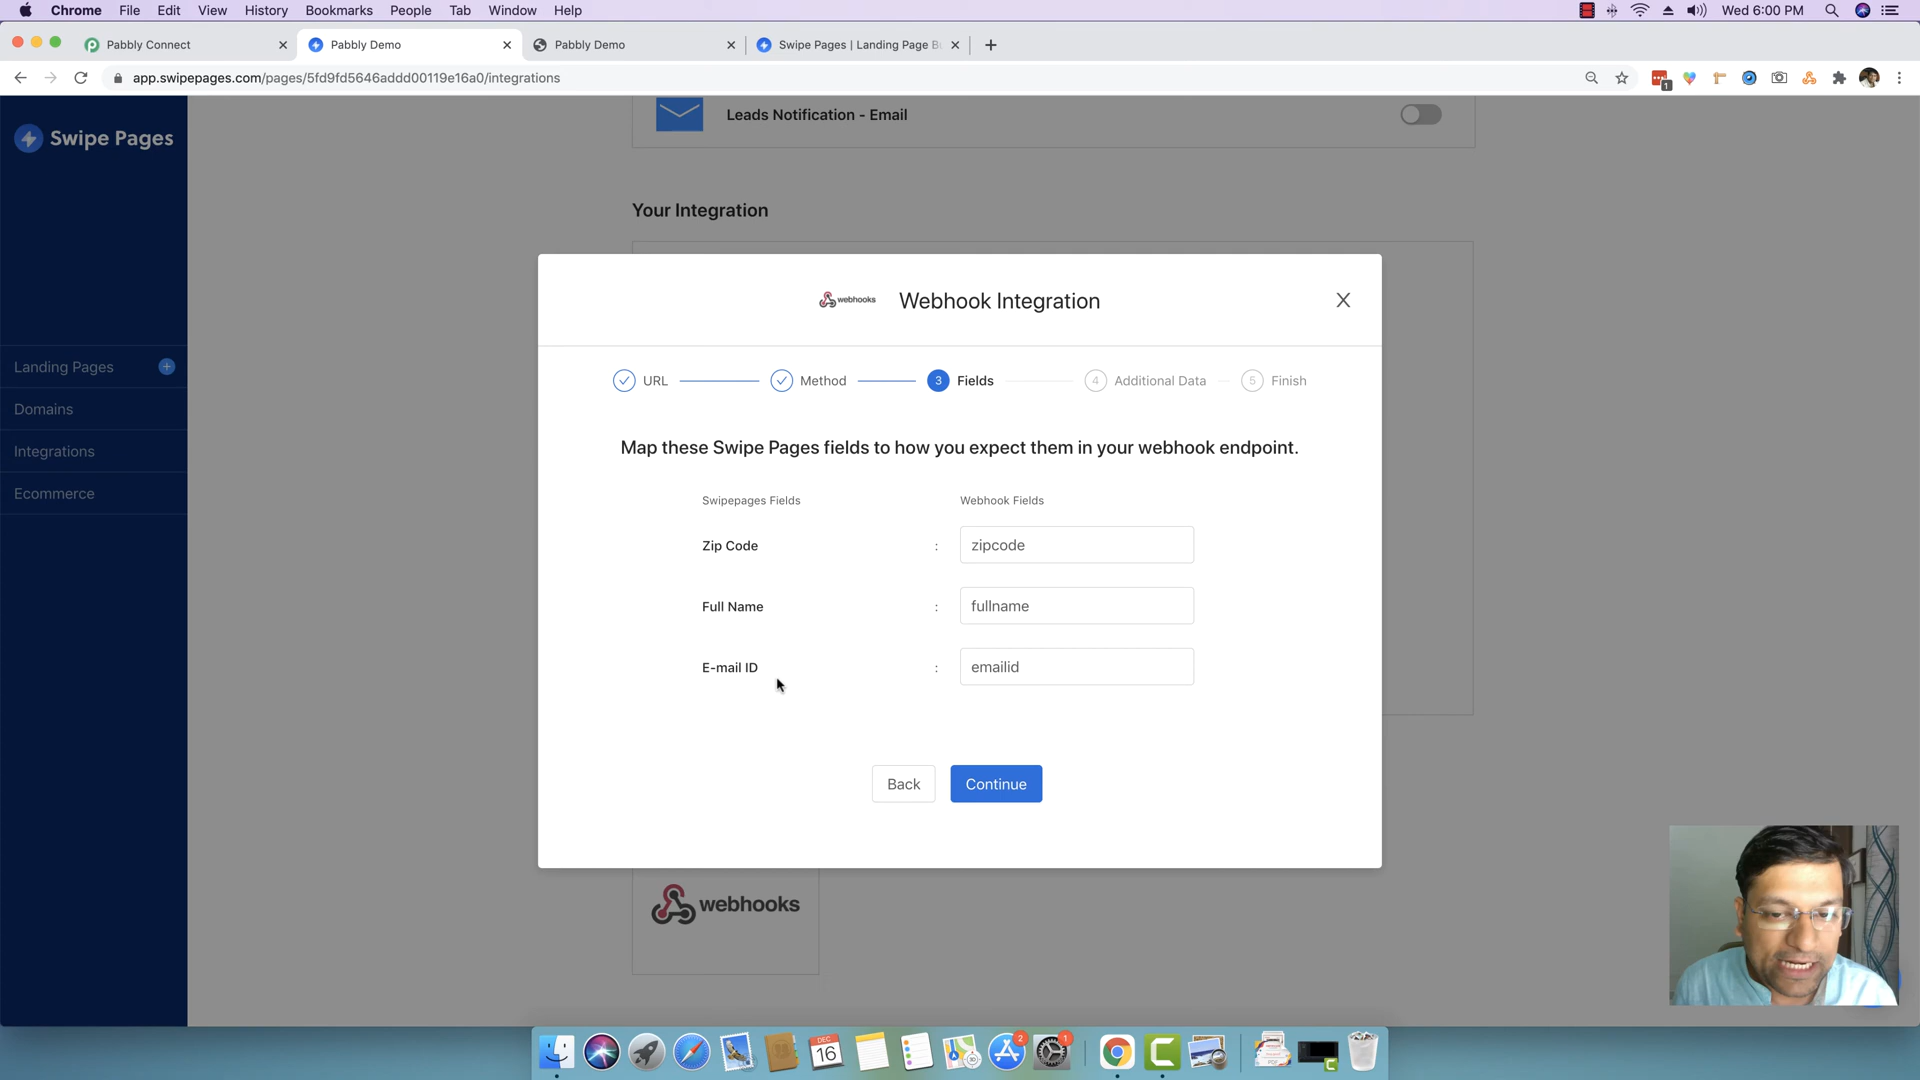 Chrome File Edit View History Bookmarks People Tab Window Help Wed 6:00 PM
Pabbly Connect Pabbly Demo Pabbly Demo Swipe Pages | Landing Page B
app.swipepages.com/pages/5fd9fd5646addd00119e16a0/integrations
1
Swipe Pages
Leads Notification - Email
Your Integration
webhooks Webhook Integration
URL Method 3 Fields 4 Additional Data 5 Finish
Landing Pages
Domains
Integrations
Ecommerce
Map these Swipe Pages fields to how you expect them in your webhook endpoint.
Swipepages Fields Webhook Fields
Zip Code : zipcode
Full Name : fullname
E-mail ID : emailid
Back Continue
webhooks
DEC
16
2
1